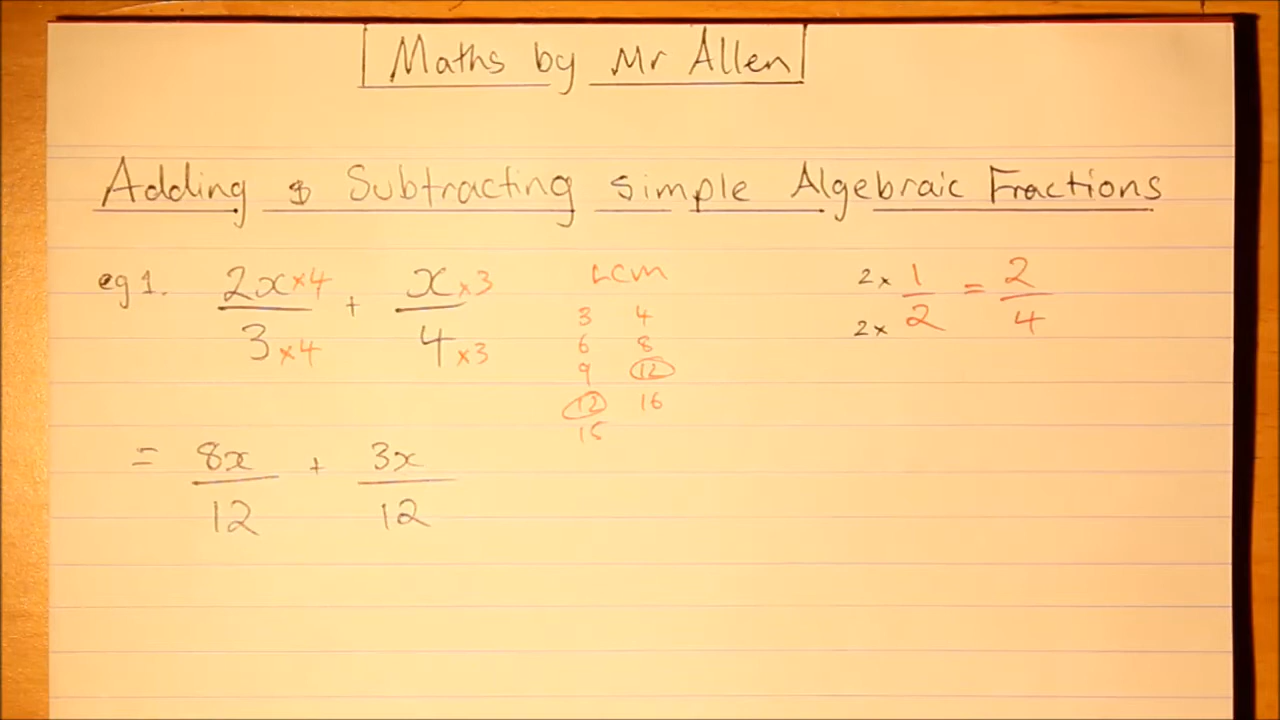 Maths by Mr Allen
Adding & Subtracting Simple Algebraic Fractions
eg 1. 2x×4/3×4 + x×3/4×3
LCM
3 4
6 8
9 12
12 16
15
2× 1/2× 2 = 2/4
= 8x/12 + 3x/12